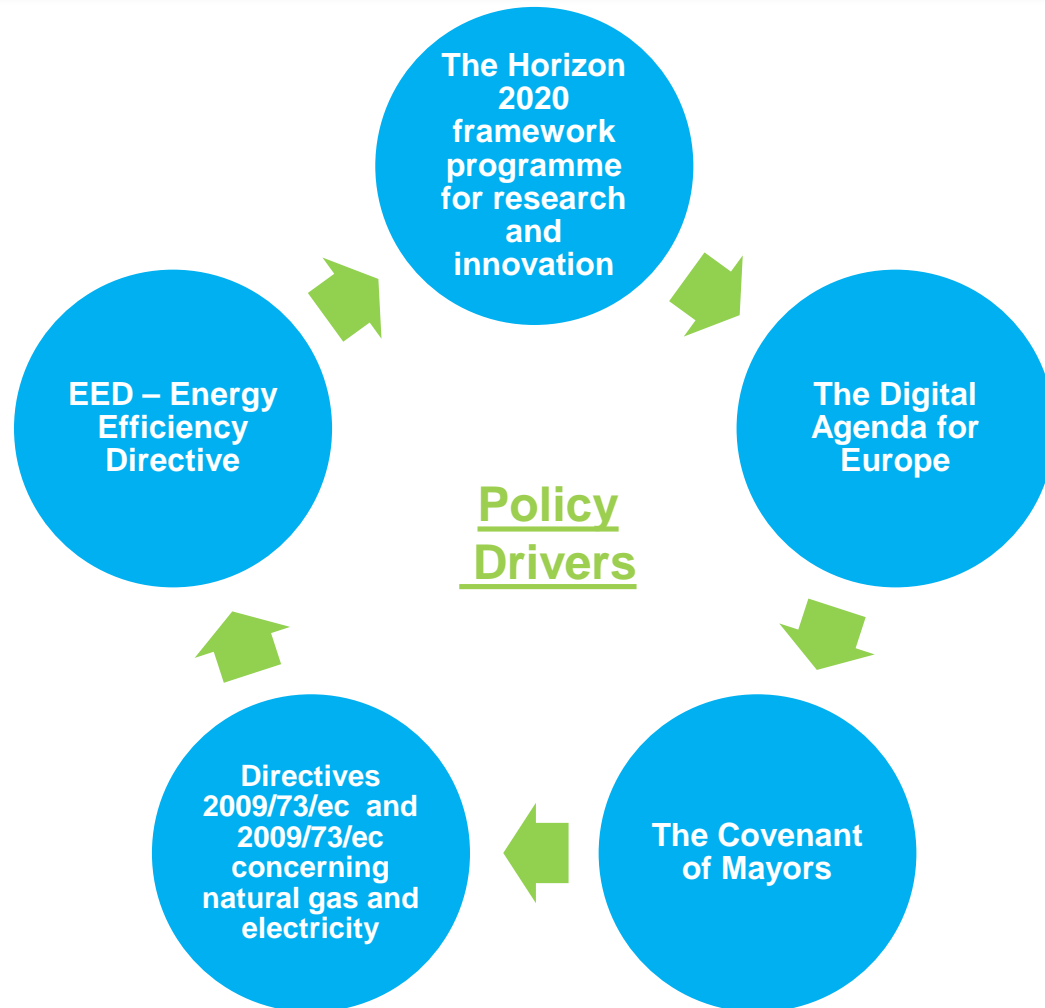 The Horizon
2020
framework
programme
for research
and
innovation
The Digital
Agenda for
Europe
The Covenant
of Mayors
Directives
2009/73/ec and
2009/73/ec
concerning
natural gas and
electricity
EED – Energy
Efficiency
Directive
Policy
Drivers